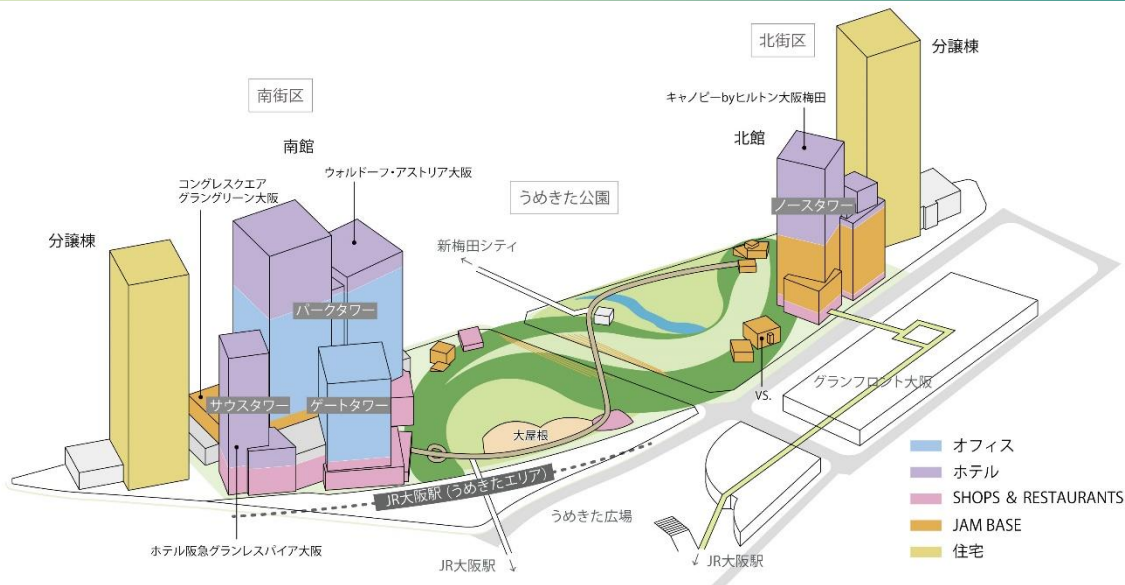 北街区
分譲棟
南街区
キャノピーbyヒルトン大阪梅田
北館
南館
コングレスクエア
グラングリーン大阪
ウォルドーフ・アストリア大阪
うめきた公園
ノースタワー
分譲棟
新梅田シティ
パークタワー
VS.
グランフロント大阪
サウスタワー
ゲートタワー
大屋根
オフィス
ホテル
SHOPS & RESTAURANTS
JAM BASE
住宅
JR大阪駅(うめきたエリア)
うめきた広場
ホテル阪急グランレスパイア大阪
JR大阪駅
JR大阪駅